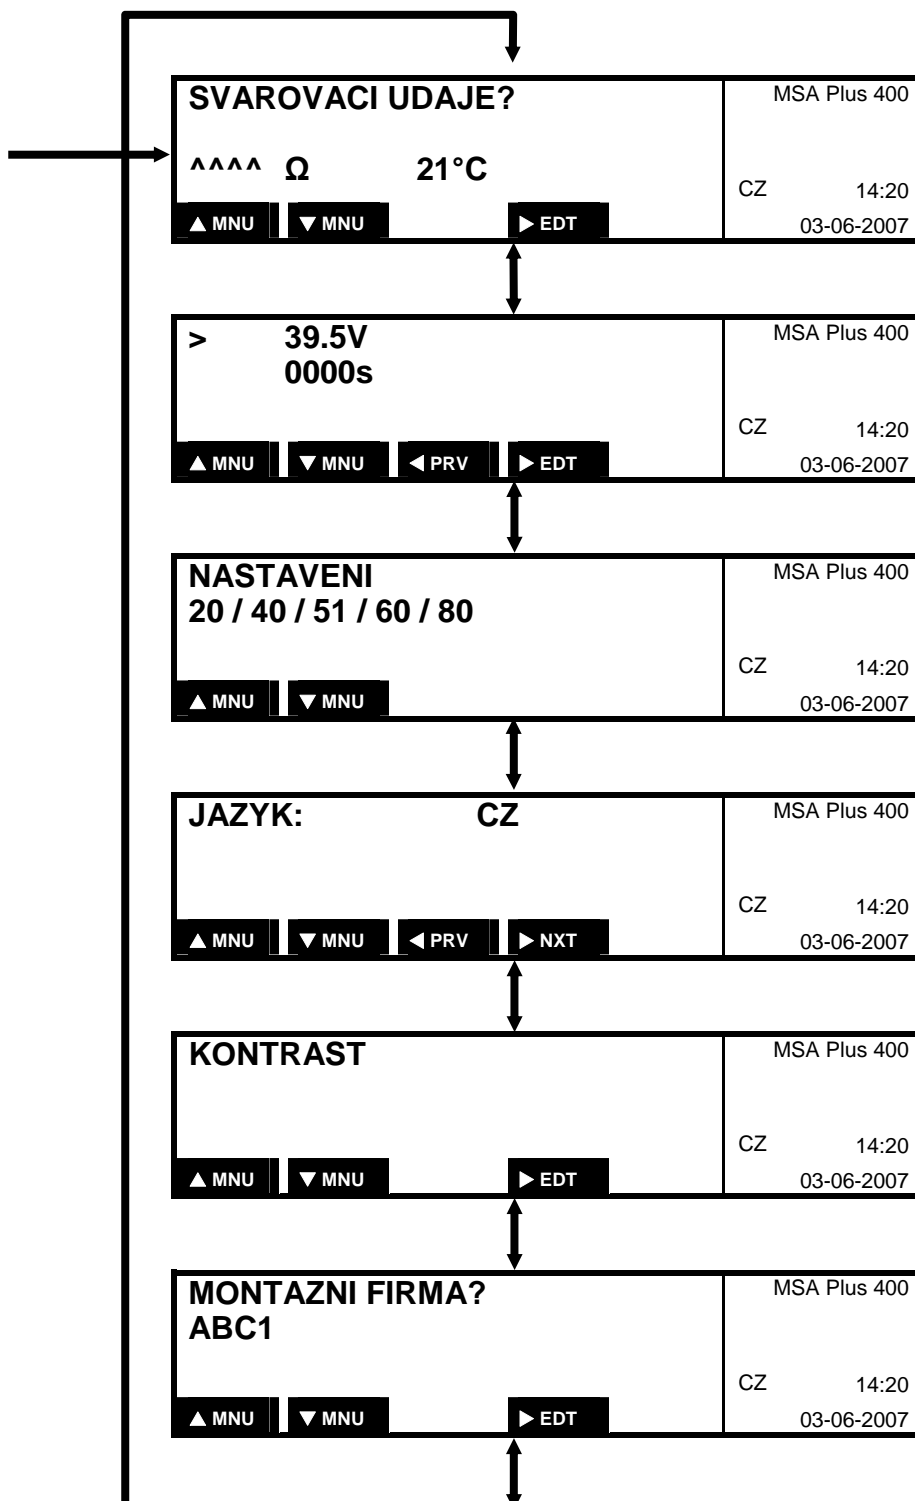 SVAROVACI UDAJE?
MSA Plus 400
^^^^ Ω 21°C
CZ 14:20
▲ MNU ▼ MNU ▶ EDT
03-06-2007
> 39.5V
MSA Plus 400
0000s
CZ 14:20
▲ MNU ▼ MNU ◀ PRV ▶ EDT
03-06-2007
NASTAVENI
MSA Plus 400
20 / 40 / 51 / 60 / 80
CZ 14:20
▲ MNU ▼ MNU
03-06-2007
JAZYK: CZ
MSA Plus 400
CZ 14:20
▲ MNU ▼ MNU ◀ PRV ▶ NXT
03-06-2007
KONTRAST
MSA Plus 400
CZ 14:20
▲ MNU ▼ MNU ▶ EDT
03-06-2007
MONTAZNI FIRMA?
MSA Plus 400
ABC1
CZ 14:20
▲ MNU ▼ MNU ▶ EDT
03-06-2007